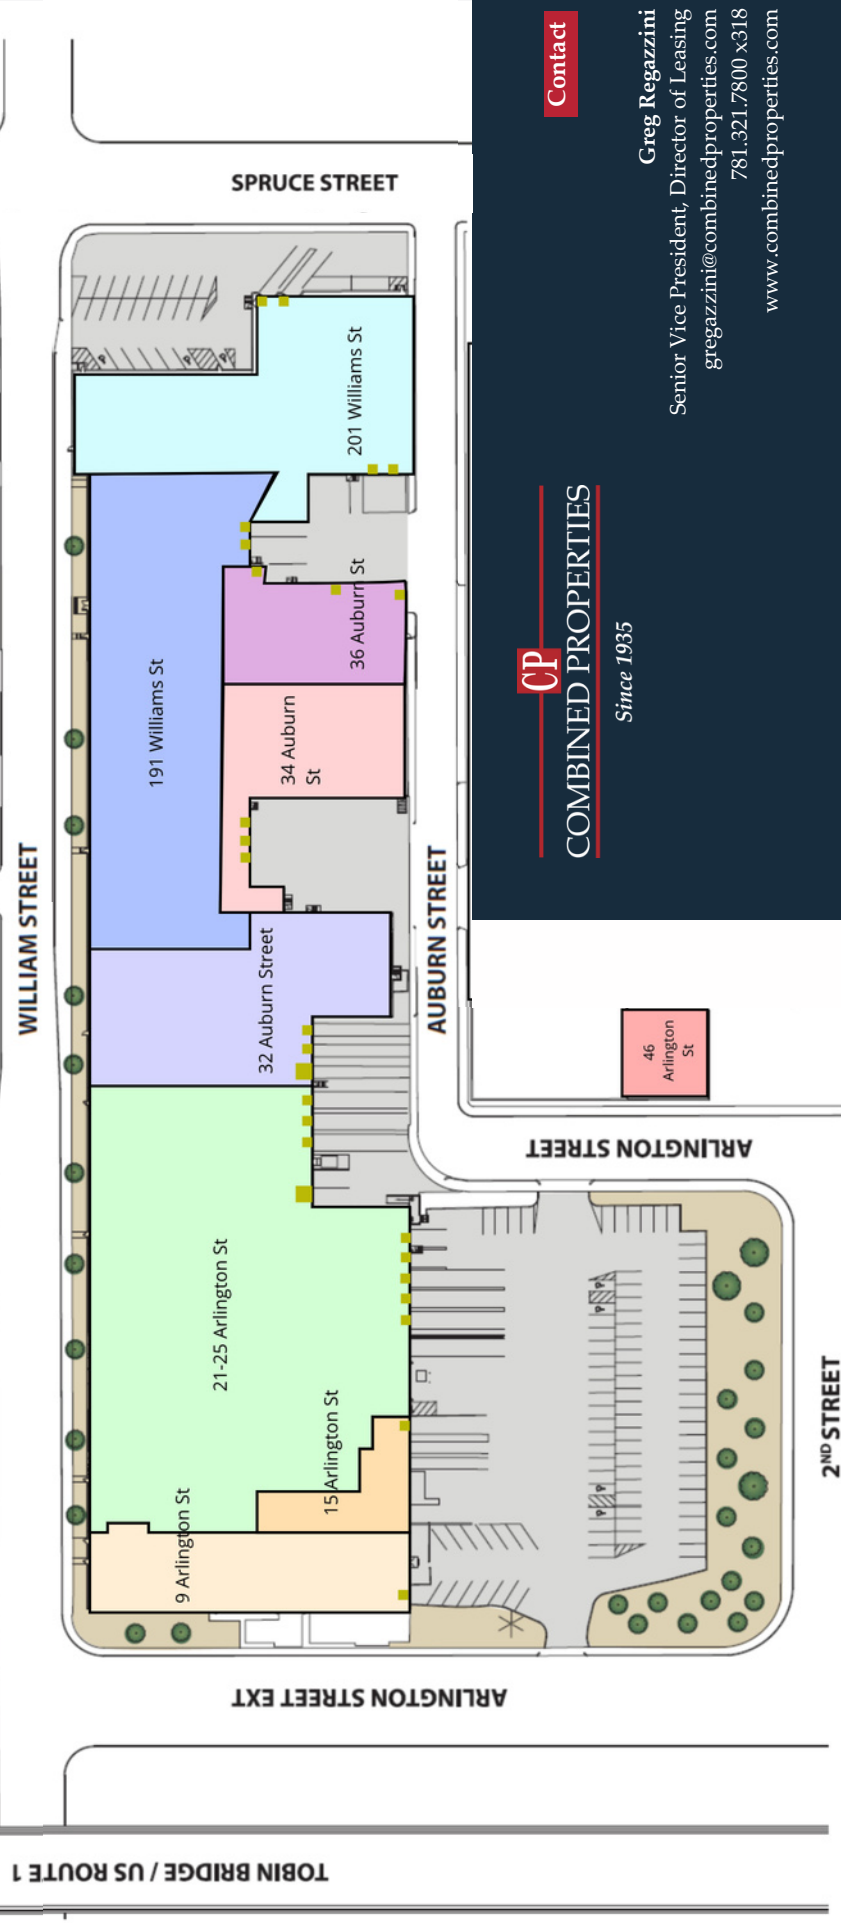 SPRUCE STREET
WILLIAM STREET
AUBURN STREET
201 Williams St
191 Williams St
36 Auburn St
34 Auburn
St
32 Auburn Street
21-25 Arlington St
15 Arlington St
9 Arlington St
46
Arlington
St
ARLINGTON STREET
2ND STREET
ARLINGTON STREET EXT
TOBIN BRIDGE / US ROUTE 1
CP
COMBINED PROPERTIES
Since 1935
Contact
Greg Regazzini
Senior Vice President, Director of Leasing
gregazzini@combinedproperties.com
781.321.7800 x318
www.combinedproperties.com